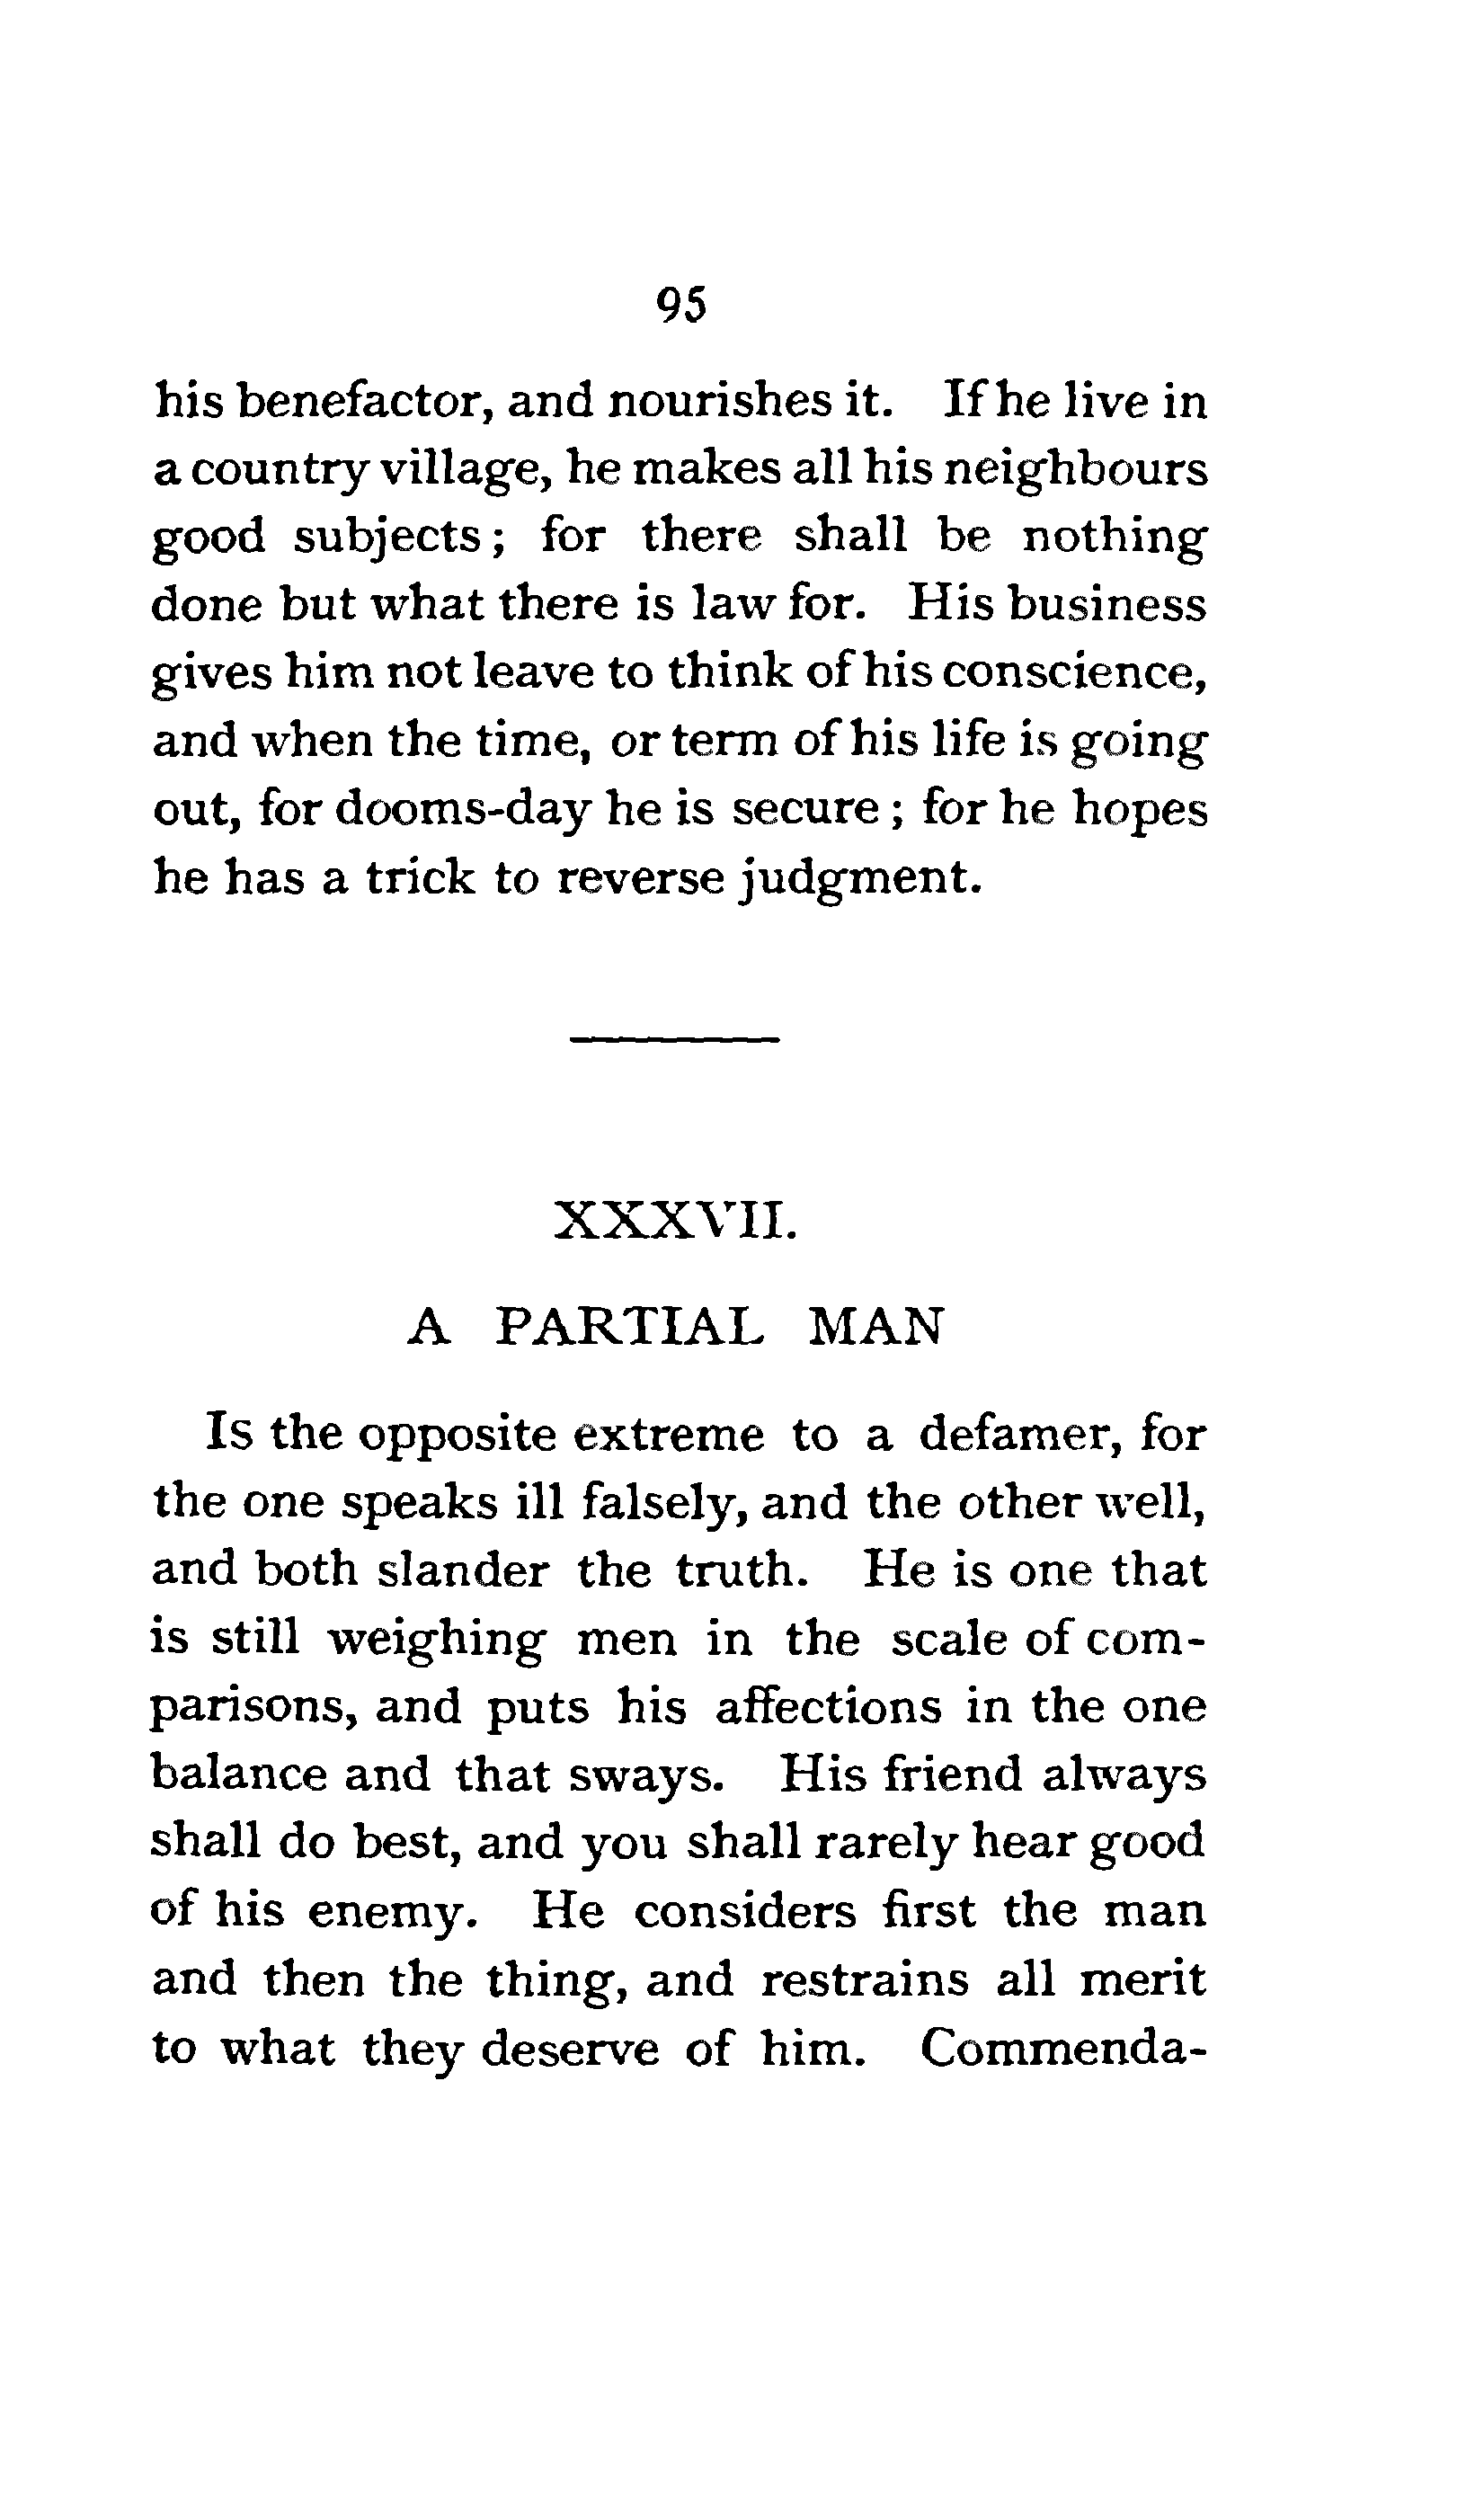 95
his benefactor, and nourishes it. If he live in
a country village, he makes all his neighbours
good subjects ; for there shall be nothing
done but what there is law for. His business
gives him not leave to think of his conscience,
and when the time, or term of his life is going
out, for dooms-day he is secure ; for he hopes
he has a trick to reverse judgment.
XXXVII.
A PARTIAL MAN
Is the opposite extreme to a defamer, for
the one speaks ill falsely, and the other well,
and both slander the truth. He is one that
is still weighing men in the scale of com-
parisons, and puts his affections in the one
balance and that sways. His friend always
shall do best, and you shall rarely hear good
of his enemy. He considers first the man
and then the thing, and restrains all merit
to what they deserve of him. Commenda-